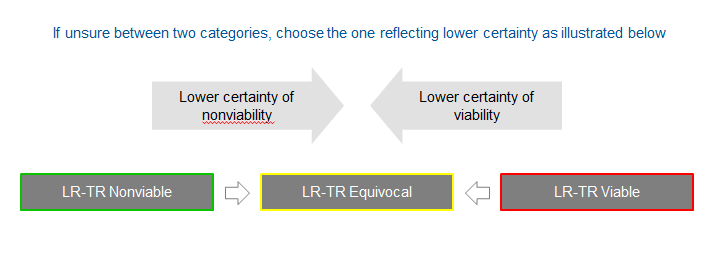 If unsure between two categories, choose the one reflecting lower certainty as illustrated below
Lower certainty of
nonviability
Lower certainty of
viability
LR-TR Nonviable
LR-TR Equivocal
LR-TR Viable